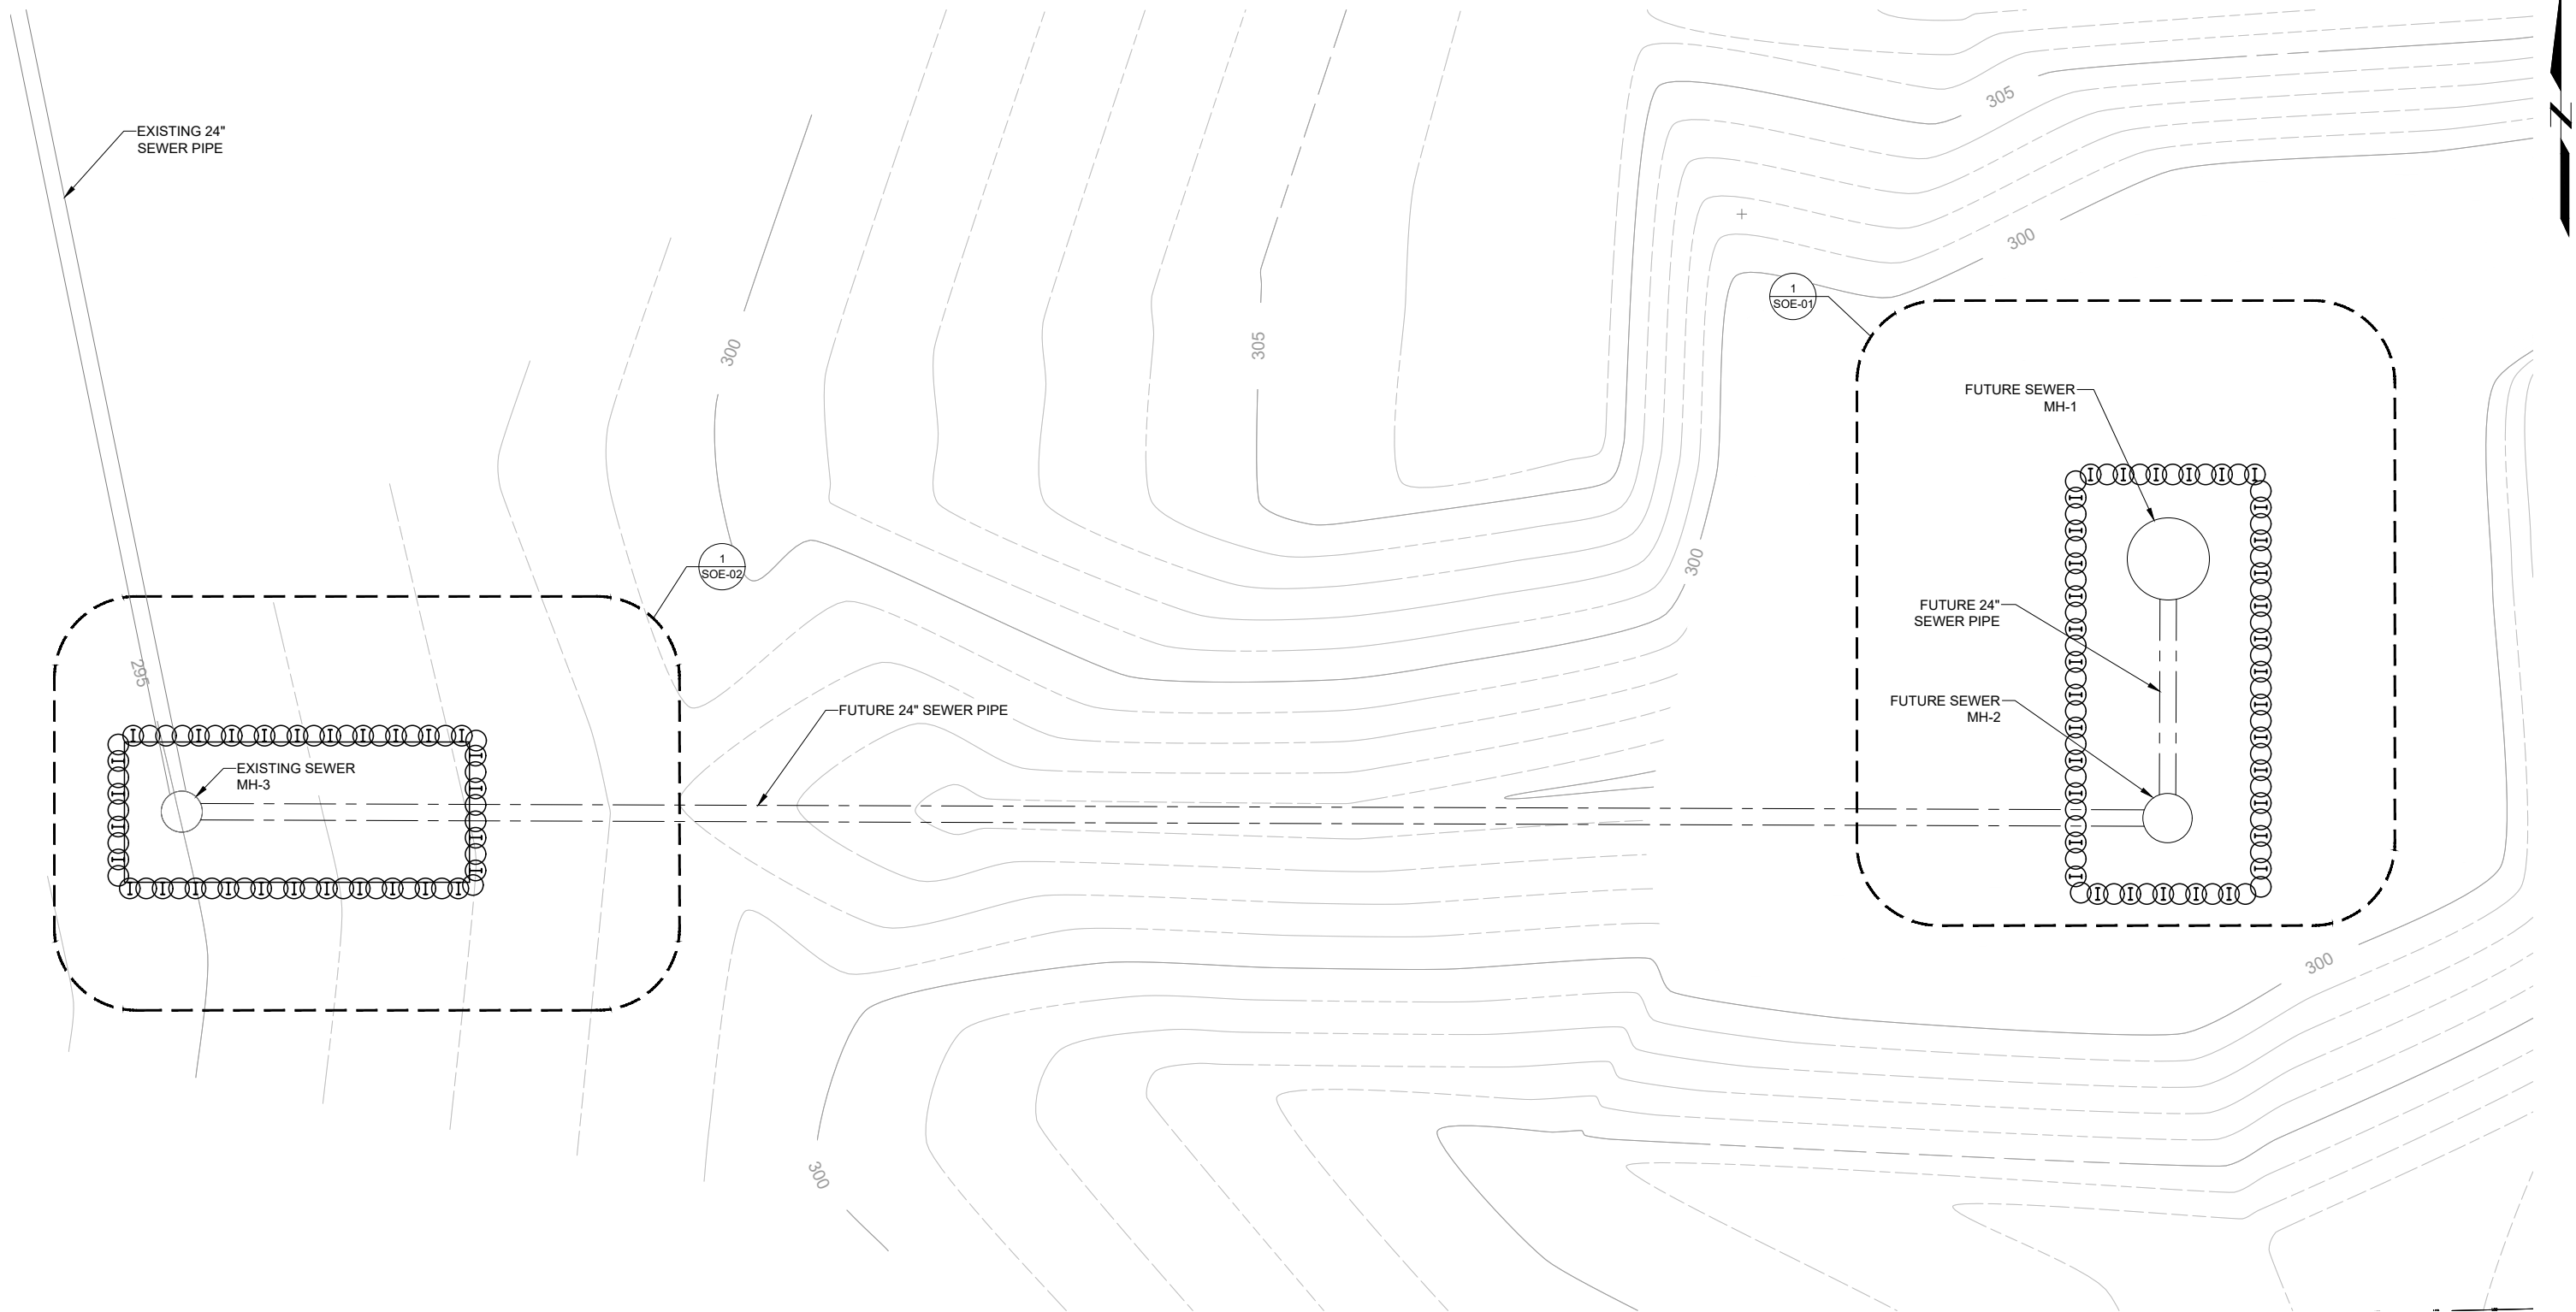 EXISTING 24"
SEWER PIPE
305
N
300
1
SOE-01
300
305
FUTURE SEWER
MH-1
1
SOE-02
300
FUTURE 24"
SEWER PIPE
295
FUTURE SEWER
MH-2
FUTURE 24" SEWER PIPE
EXISTING SEWER
MH-3
300
300